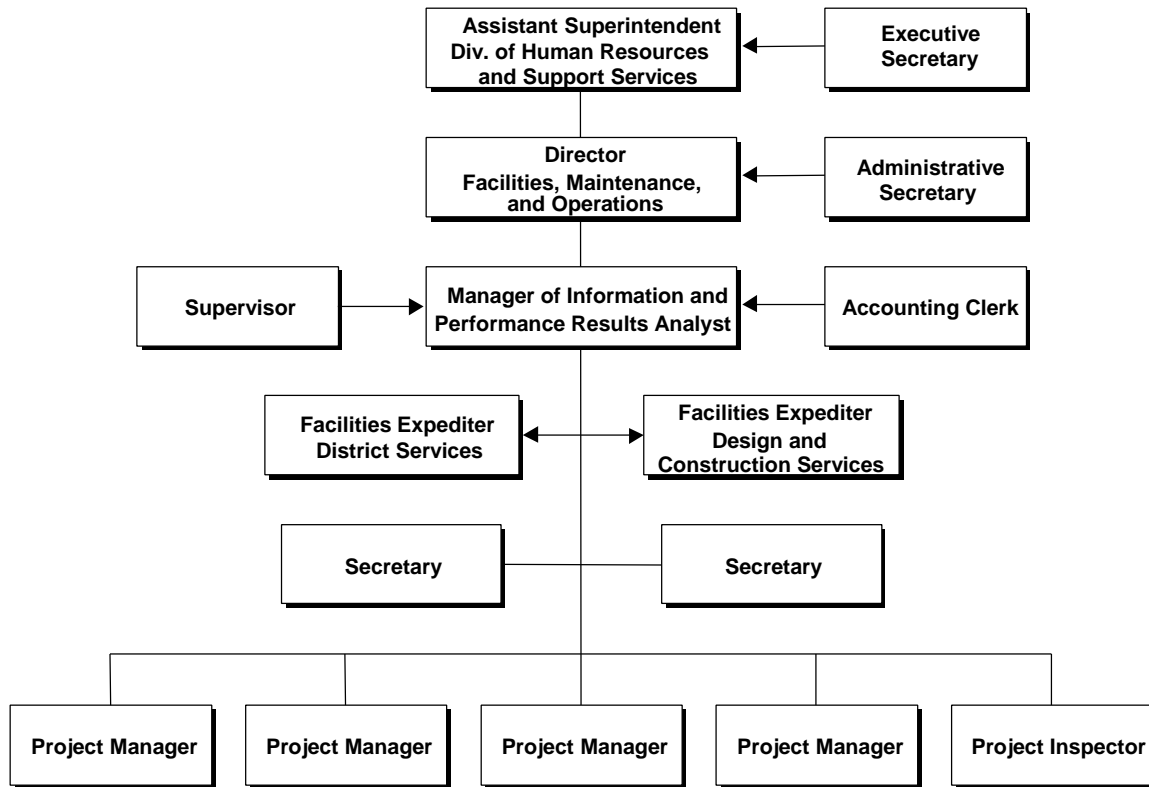 Assistant Superintendent
Div. of Human Resources
and Support Services
Executive
Secretary
Director
Facilities, Maintenance,
and Operations
Administrative
Secretary
Supervisor
Manager of Information and
Performance Results Analyst
Accounting Clerk
Facilities Expediter
District Services
Facilities Expediter
Design and
Construction Services
Secretary
Secretary
Project Manager
Project Manager
Project Manager
Project Manager
Project Inspector